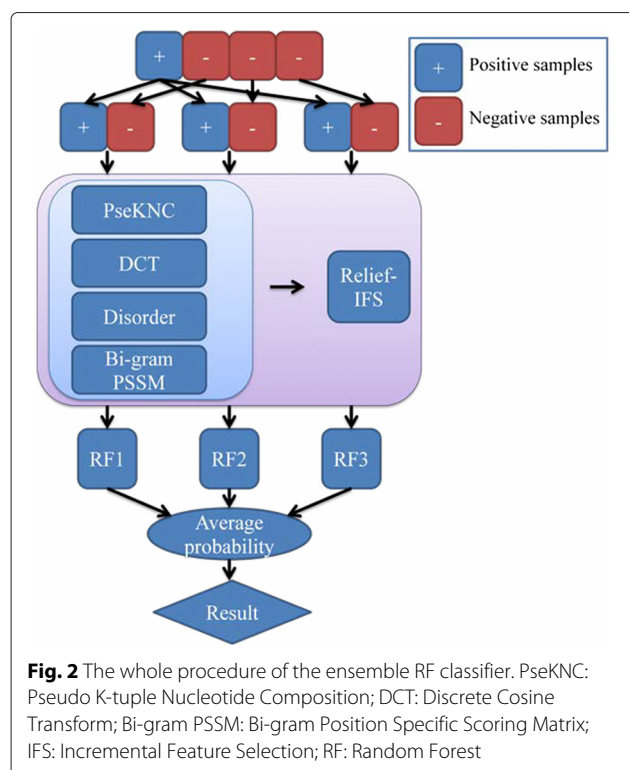 + - - -
+ Positive samples
- Negative samples
+ - + - + -
PseKNC
DCT
Disorder
Bi-gram
PSSM
Relief-
IFS
RF1 RF2 RF3
Average
probability
Result
Fig. 2 The whole procedure of the ensemble RF classifier. PseKNC:
Pseudo K-tuple Nucleotide Composition; DCT: Discrete Cosine
Transform; Bi-gram PSSM: Bi-gram Position Specific Scoring Matrix;
IFS: Incremental Feature Selection; RF: Random Forest